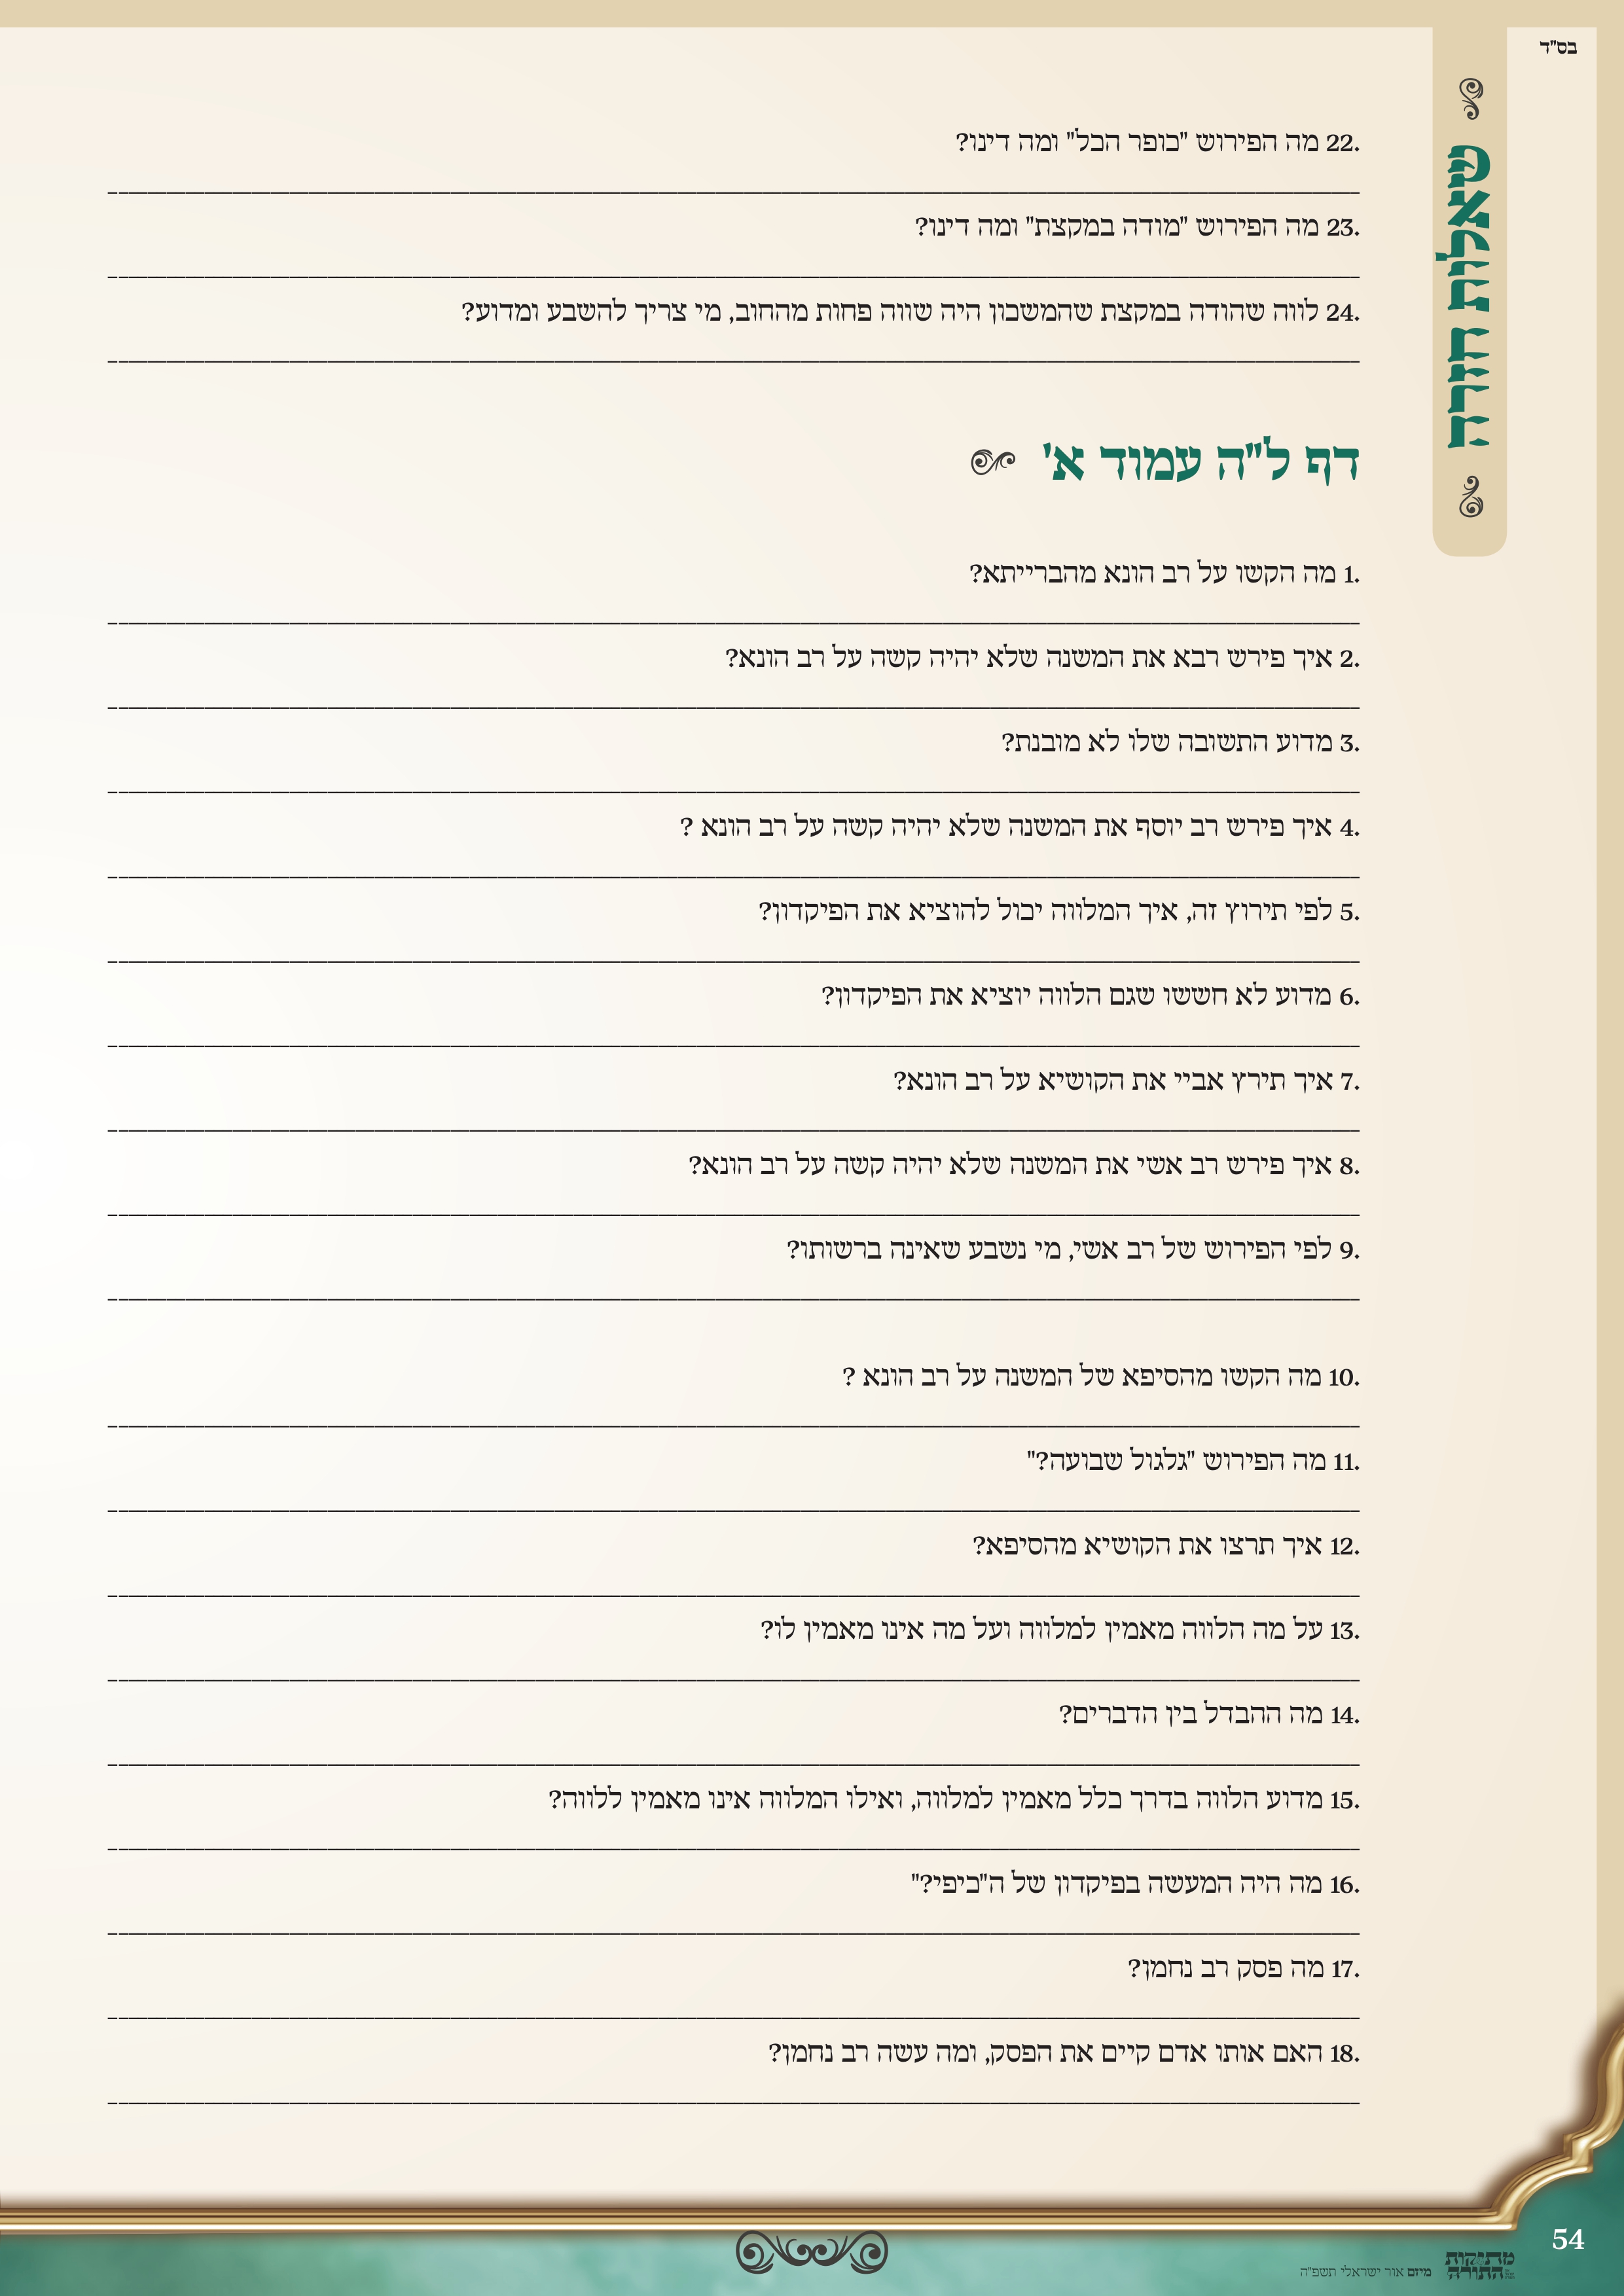 בס"ד
שאלות חזרה
22. מה הפירוש "כופר הכל" ומה דינו?
23. מה הפירוש "מודה במקצת" ומה דינו?
24. לווה שהודה במקצת שהמשכון היה שווה פחות מהחוב, מי צריך להשבע ומדוע?
דף ל"ה עמוד א'
1. מה הקשו על רב הונא מהברייתא?
2. איך פירש רבא את המשנה שלא יהיה קשה על רב הונא?
3. מדוע התשובה שלו לא מובנת?
4. איך פירש רב יוסף את המשנה שלא יהיה קשה על רב הונא ?
5. לפי תירוץ זה, איך המלווה יכול להוציא את הפיקדון?
6. מדוע לא חששו שגם הלווה יוציא את הפיקדון?
7. איך תירץ אביי את הקושיא על רב הונא?
8. איך פירש רב אשי את המשנה שלא יהיה קשה על רב הונא?
9. לפי הפירוש של רב אשי, מי נשבע שאינה ברשותו?
10. מה הקשו מהסיפא של המשנה על רב הונא ?
11. מה הפירוש "גלגול שבועה?"
12. איך תרצו את הקושיא מהסיפא?
13. על מה הלווה מאמין למלווה ועל מה אינו מאמין לו?
14. מה ההבדל בין הדברים?
15. מדוע הלווה בדרך כלל מאמין למלווה, ואילו המלווה אינו מאמין ללווה?
16. מה היה המעשה בפיקדון של ה"כיפי?"
17. מה פסק רב נחמן?
18. האם אותו אדם קיים את הפסק, ומה עשה רב נחמן?
54
מתיקות
התורה
מיזם אור ישראלי תשפ"ה